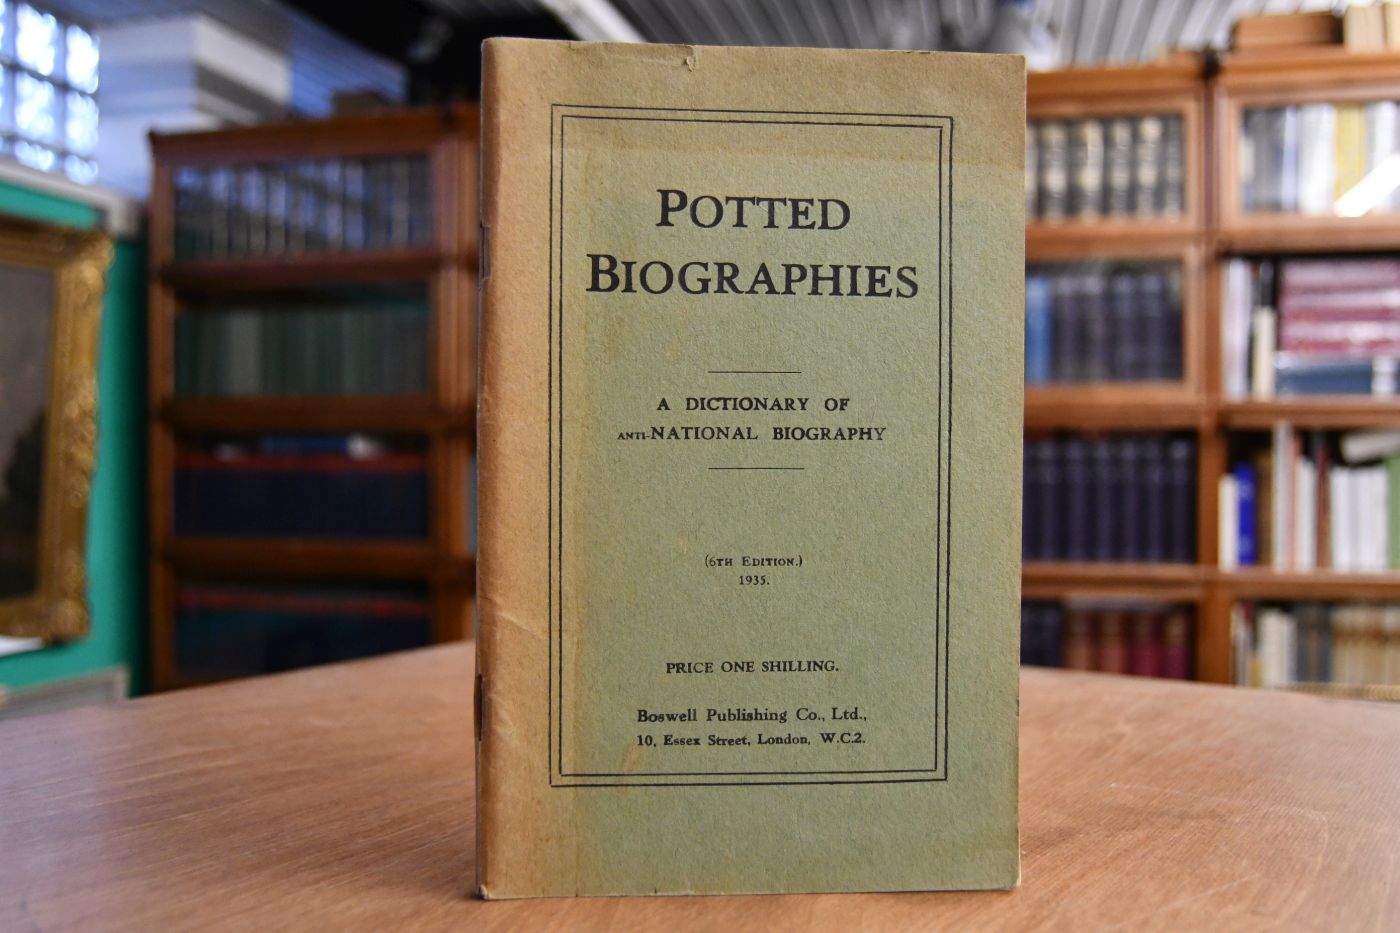 POTTED
BIOGRAPHIES
A DICTIONARY OF
ANTI-NATIONAL BIOGRAPHY
(6TH EDITION.)
1935.
PRICE ONE SHILLING.
Boswell Publishing Co., Ltd.,
10, Essex Street, London, W.C.2.